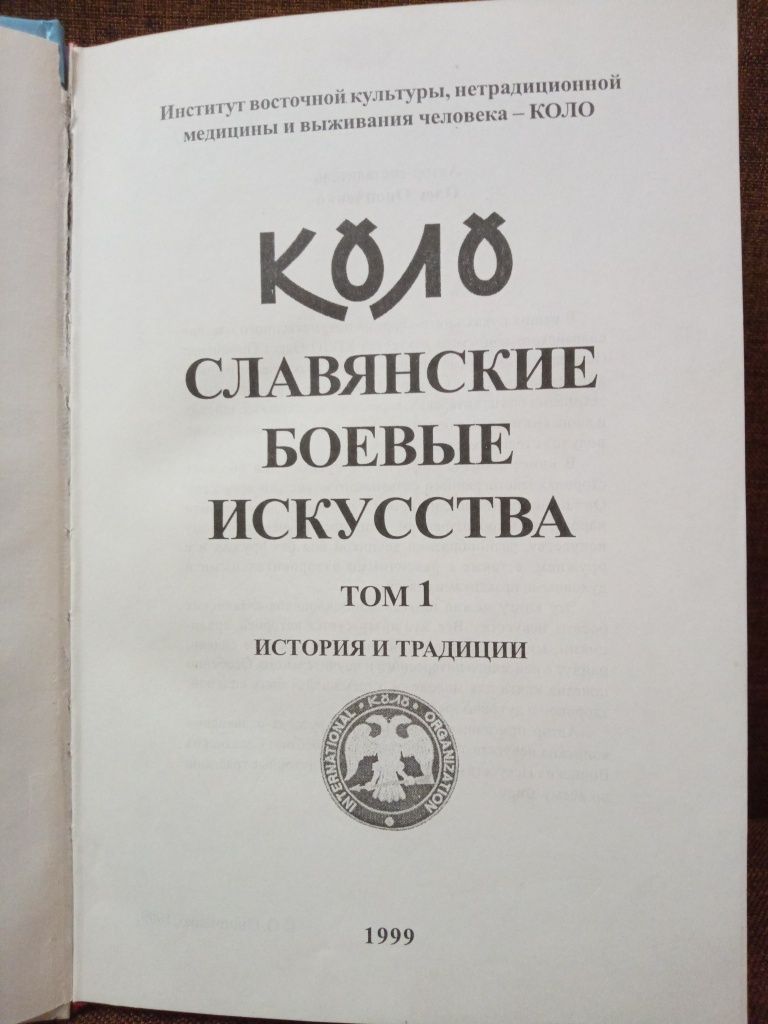 Институт восточной культуры, нетрадиционной
медицины и выживания человека – КОЛО
КОЛО
СЛАВЯНСКИЕ
БОЕВЫЕ
ИСКУССТВА
ТОМ 1
ИСТОРИЯ И ТРАДИЦИИ
INTERNATIONAL · КОЛО · ORGANIZATION
1999